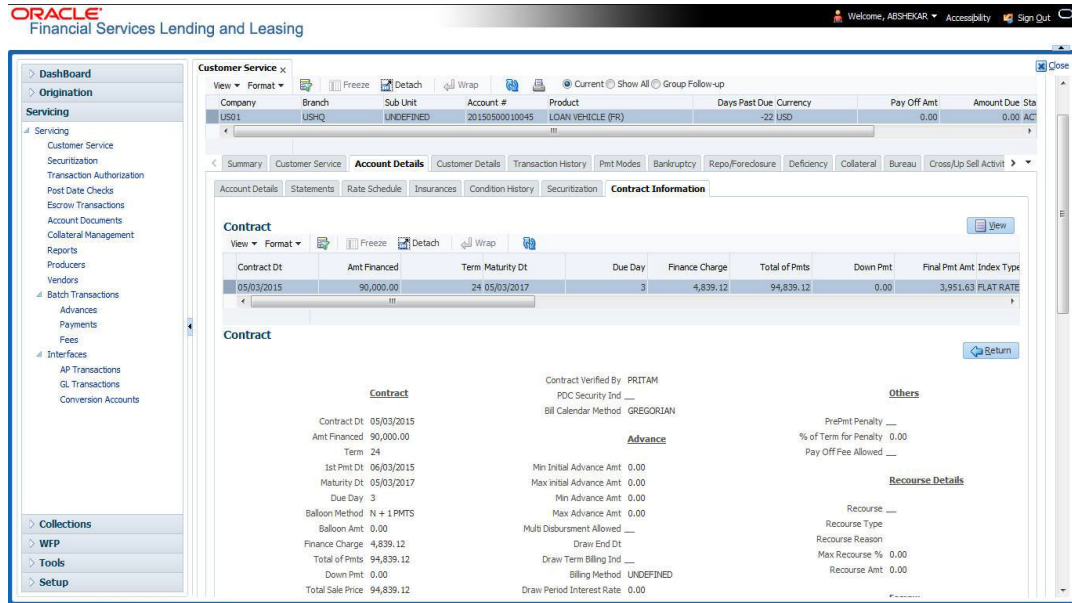 ORACLE
Financial Services Lending and Leasing
Welcome, ABSHEKAR Accessibility Sign Out
Close
DashBoard
Origination
Servicing
Servicing
Customer Service
Securitization
Transaction Authorization
Post Date Checks
Escrow Transactions
Account Documents
Collateral Management
Reports
Producers
Vendors
Batch Transactions
Advances
Payments
Fees
Interfaces
AP Transactions
GL Transactions
Conversion Accounts
Collections
WFP
Tools
Setup
Customer Service x
View Format Freeze Detach Wrap Current Show All Group Follow-up
Company Branch Sub Unit Account # Product Days Past Due Currency Pay Off Amt Amount Due Sta
US01 USHQ UNDEFINED 20150500010045 LOAN VEHICLE (FR) -22 USD 0.00 0.00 AC
Summary Customer Service Account Details Customer Details Transaction History Pmt Modes Bankruptcy Repo/Foreclosure Deficiency Collateral Bureau Cross/Up Sell Activit
Account Details Statements Rate Schedule Insurances Condition History Securitization Contract Information
Contract
View
View Format Freeze Detach Wrap
Contract Dt Amt Financed Term Maturity Dt Due Day Finance Charge Total of Pmts Down Pmt Final Pmt Amt Index Type
05/03/2015 90,000.00 24 05/03/2017 3 4,839.12 94,839.12 0.00 3,951.63 FLAT RATE
Contract
Return
Contract
Contract Dt 05/03/2015
Amt Financed 90,000.00
Term 24
1st Pmt Dt 06/03/2015
Maturity Dt 05/03/2017
Due Day 3
Balloon Method N + 1 PMTS
Balloon Amt 0.00
Finance Charge 4,839.12
Total of Pmts 94,839.12
Down Pmt 0.00
Total Sale Price 94,839.12
Contract Verified By PRITAM
PDC Security Ind __
Bill Calendar Method GREGORIAN
Advance
Min Initial Advance Amt 0.00
Max initial Advance Amt 0.00
Min Advance Amt 0.00
Max Advance Amt 0.00
Multi Disbursment Allowed __
Draw End Dt
Draw Term Billing Ind __
Billing Method UNDEFINED
Draw Period Interest Rate 0.00
Others
PrePmt Penalty __
% of Term for Penalty 0.00
Pay Off Fee Allowed __
Recourse Details
Recourse __
Recourse Type
Recourse Reason
Max Recourse % 0.00
Recourse Amt 0.00